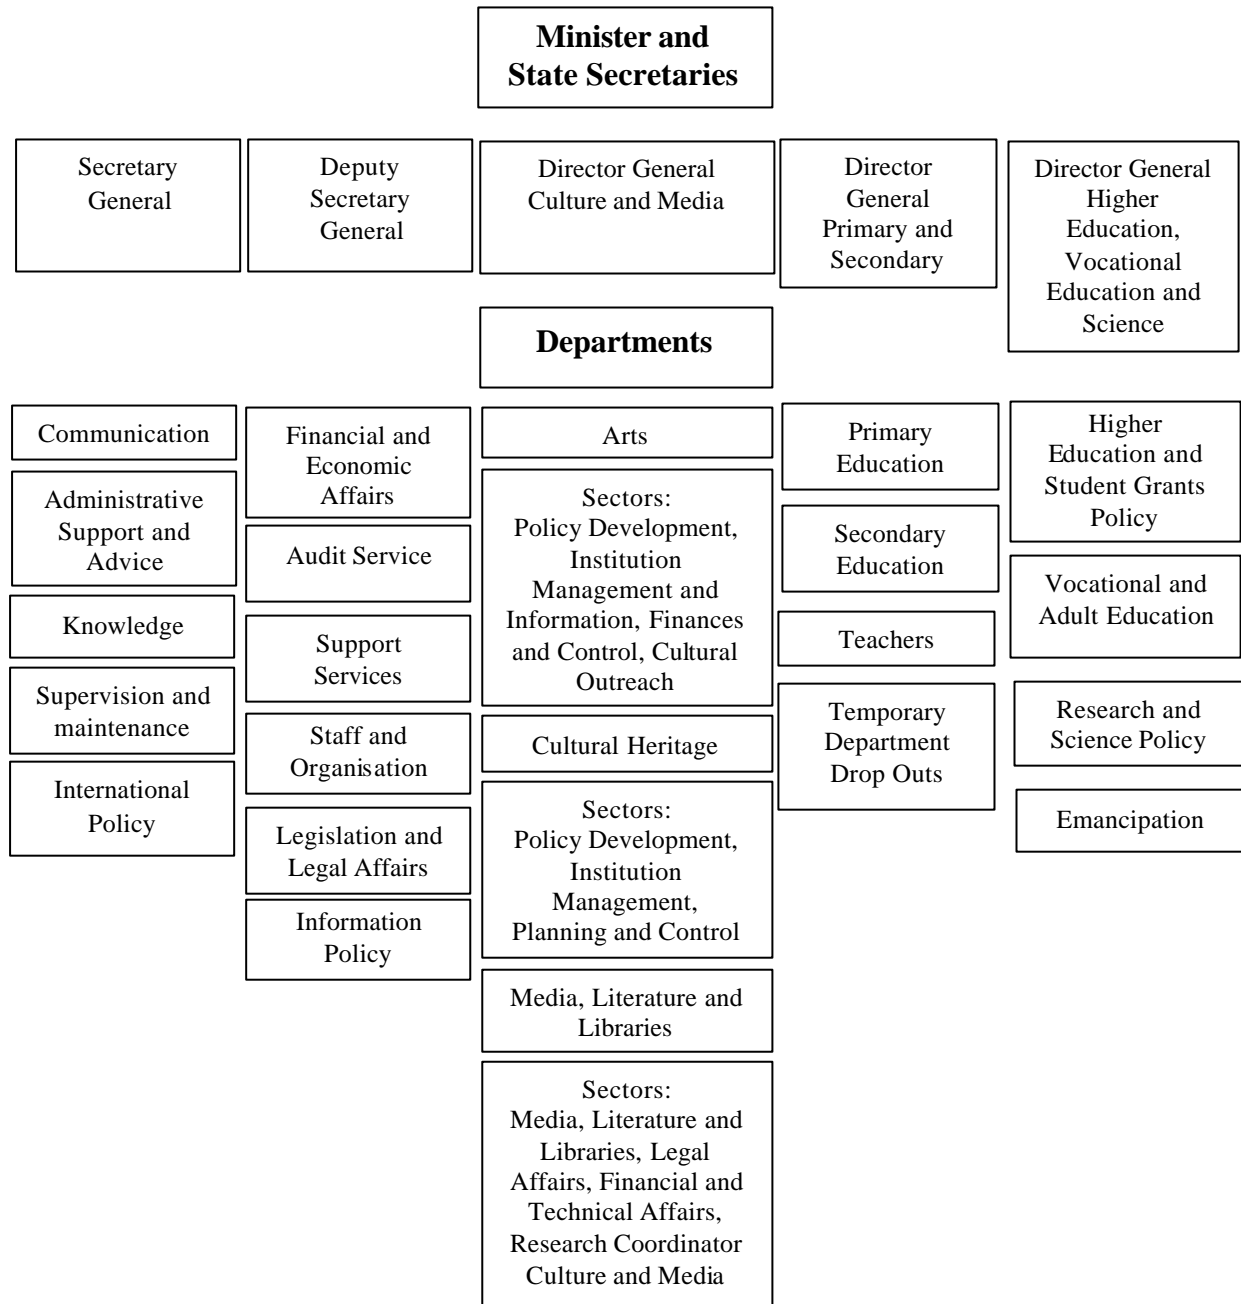 Minister and
State Secretaries
Secretary
General
Deputy
Secretary
General
Director General
Culture and Media
Director
General
Primary and
Secondary
Director General
Higher
Education,
Vocational
Education and
Science
Departments
Communication
Administrative
Support and
Advice
Knowledge
Supervision and
maintenance
International
Policy
Financial and
Economic
Affairs
Audit Service
Support
Services
Staff and
Organisation
Legislation and
Legal Affairs
Information
Policy
Arts
Sectors:
Policy Development,
Institution
Management and
Information, Finances
and Control, Cultural
Outreach
Cultural Heritage
Sectors:
Policy Development,
Institution
Management,
Planning and Control
Media, Literature and
Libraries
Sectors:
Media, Literature and
Libraries, Legal
Affairs, Financial and
Technical Affairs,
Research Coordinator
Culture and Media
Primary
Education
Secondary
Education
Teachers
Temporary
Department
Drop Outs
Higher
Education and
Student Grants
Policy
Vocational and
Adult Education
Research and
Science Policy
Emancipation